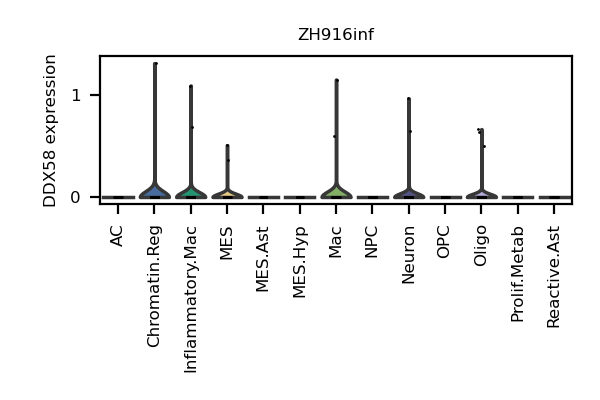 ZH916inf
DDX58 expression
1
0
AC
Chromatin.Reg
Inflammatory.Mac
MES
MES.Ast
MES.Hyp
Mac
NPC
Neuron
OPC
Oligo
Prolif.Metab
Reactive.Ast